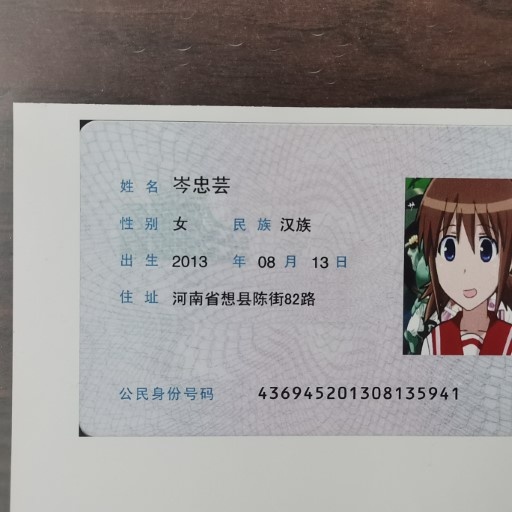 姓名 岑忠芸
性别 女 民族 汉族
出生 2013 年 08 月 13 日
住址 河南省想县陈街82路
公民身份号码 436945201308135941